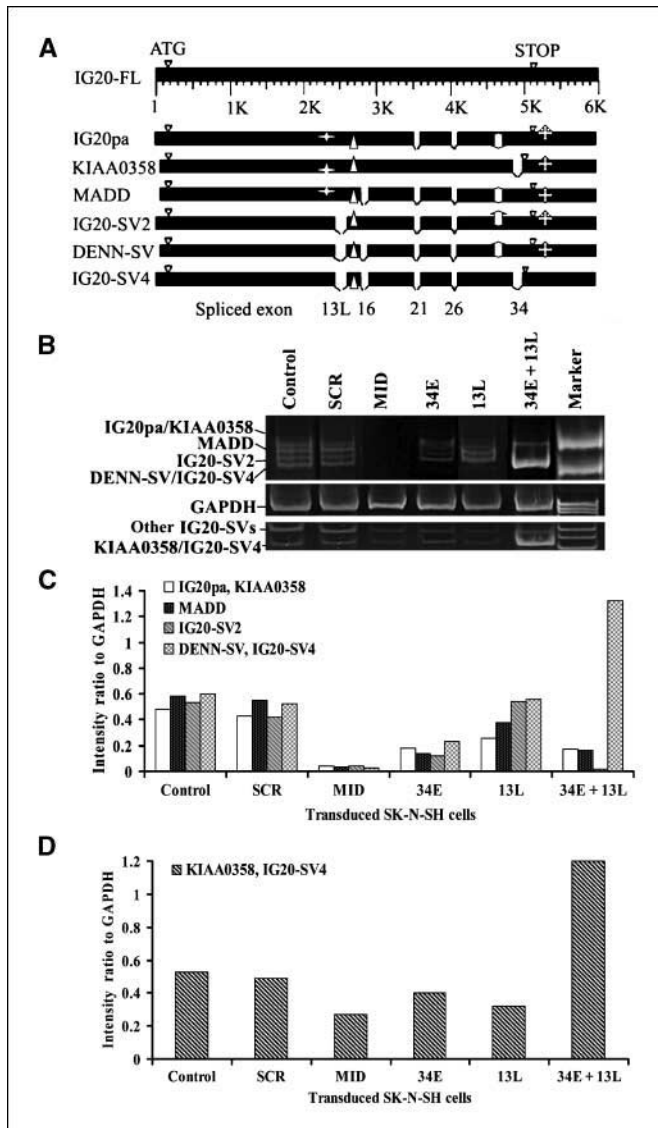 A
ATG STOP
IG20-FL
1 1K 2K 3K 4K 5K 6K
IG20pa
KIAA0358
MADD
IG20-SV2
DENN-SV
IG20-SV4
Spliced exon 13L 16 21 26 34
B
Control SCR MID 34E 13L 34E + 13L Marker
IG20pa/KIAA0358
MADD
IG20-SV2
DENN-SV/IG20-SV4
GAPDH
Other IG20-SVs
KIAA0358/IG20-SV4
C
Intensity ratio to GAPDH
1.4
1.2
1
0.8
0.6
0.4
0.2
0
IG20pa, KIAA0358
MADD
IG20-SV2
DENN-SV, IG20-SV4
Control SCR MID 34E 13L 34E + 13L
Transduced SK-N-SH cells
D
Intensity ratio to GAPDH
1.2
1
0.8
0.6
0.4
0.2
0
KIAA0358, IG20-SV4
Control SCR MID 34E 13L 34E + 13L
Transduced SK-N-SH cells